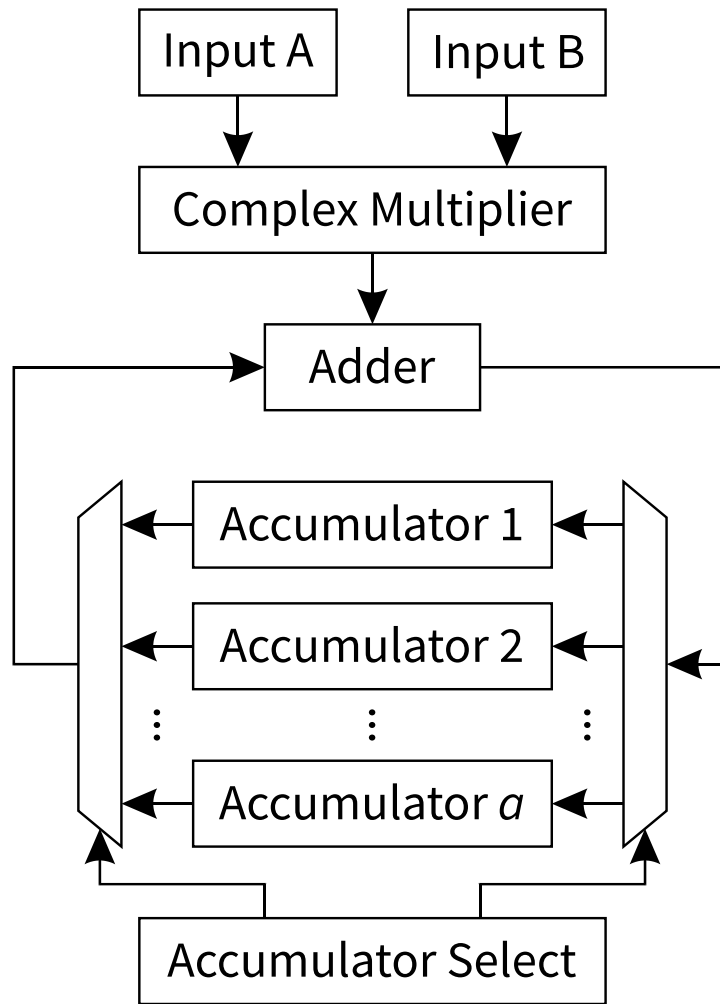 Input A
Input B
Complex Multiplier
Adder
Accumulator 1
Accumulator 2
⋮ ⋮ ⋮
Accumulator a
Accumulator Select